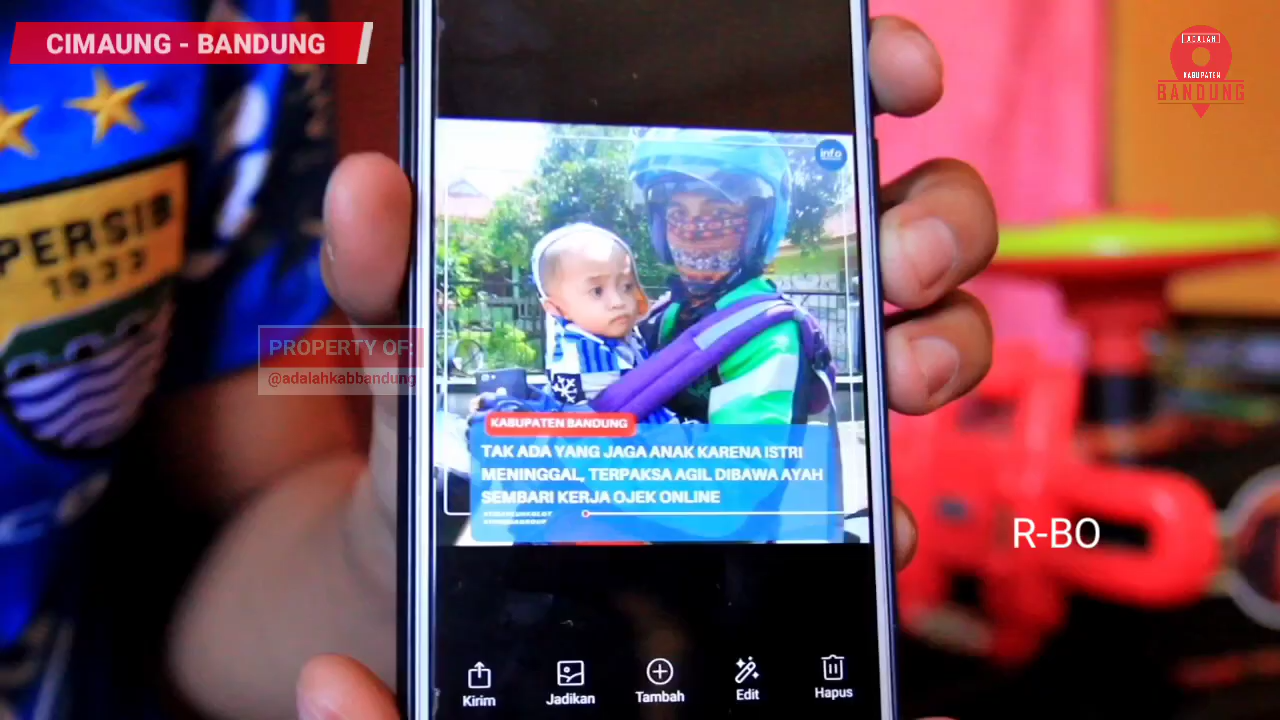 CIMAUNG - BANDUNG
ADALAH
KABUPATEN
BANDUNG
PERSIB
1933
info
PROPERTY OF:
@adalahkabbandung
KABUPATEN BANDUNG
TAK ADA YANG JAGA ANAK KARENA ISTRI
MENINGGAL, TERPAKSA AGIL DIBAWA AYAH
SEMBARI KERJA OJEK ONLINE
R-BO
Kirim
Jadikan
Tambah
Edit
Hapus